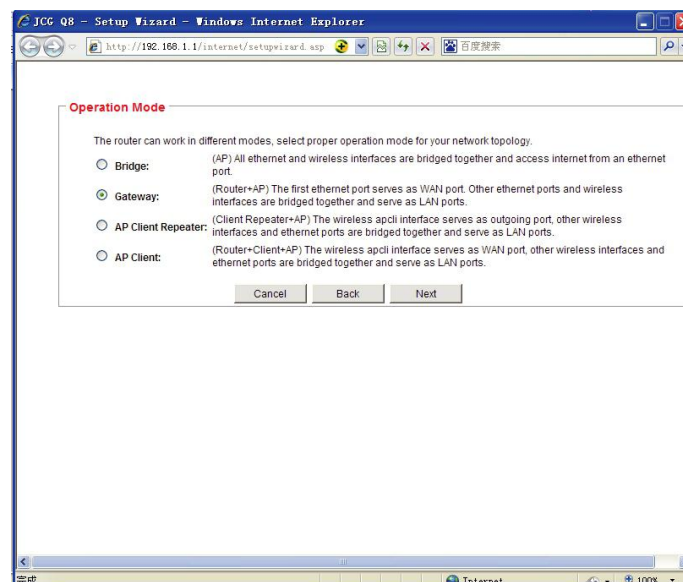 JCG Q8 - Setup Wizard - Windows Internet Explorer
http://192.168.1.1/internet/setupwizard.asp
百度搜索
Operation Mode
The router can work in different modes, select proper operation mode for your network topology.
Bridge:
(AP) All ethernet and wireless interfaces are bridged together and access internet from an ethernet
port.
Gateway:
(Router+AP) The first ethernet port serves as WAN port. Other ethernet ports and wireless
interfaces are bridged together and serve as LAN ports.
AP Client Repeater:
(Client Repeater+AP) The wireless apcli interface serves as outgoing port, other wireless
interfaces and ethernet ports are bridged together and serve as LAN ports.
AP Client:
(Router+Client+AP) The wireless apcli interface serves as WAN port, other wireless interfaces and
ethernet ports are bridged together and serve as LAN ports.
Cancel Back Next
完成 Internet 100%